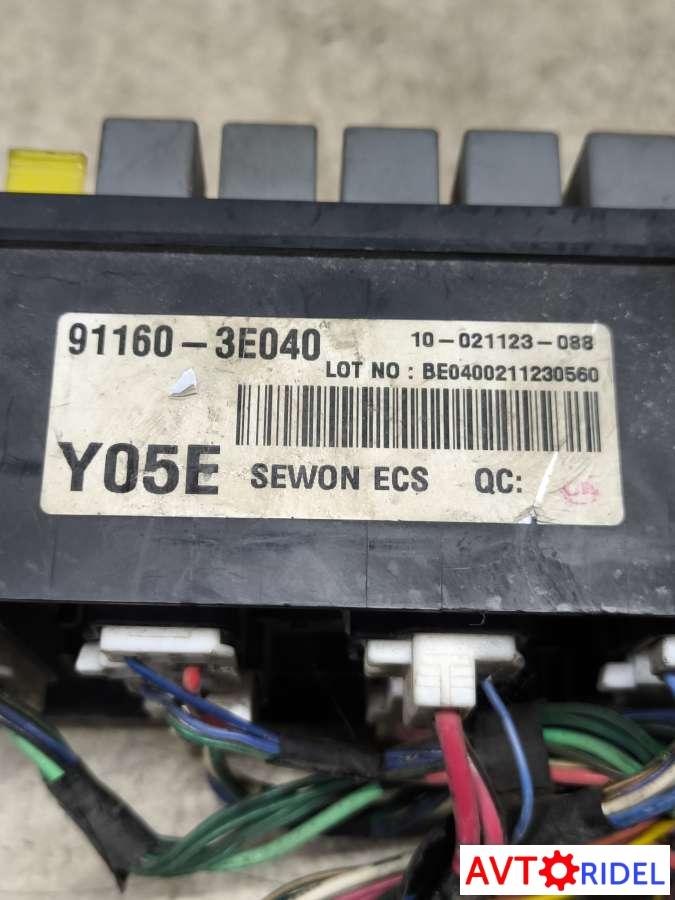 91160-3E040
10-021123-088
LOT NO : BE0400211230560
Y05E
SEWON ECS QC:
AVTORIDEL